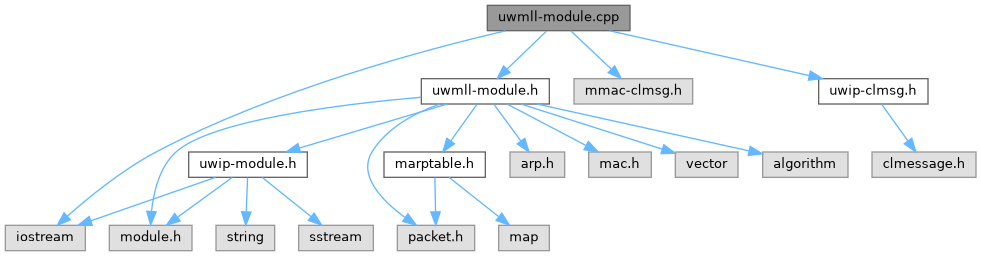 uwmll-module.cpp
uwmll-module.h
mmac-clmsg.h
uwip-clmsg.h
uwip-module.h
marptable.h
arp.h
mac.h
vector
algorithm
clmessage.h
iostream
module.h
string
sstream
packet.h
map